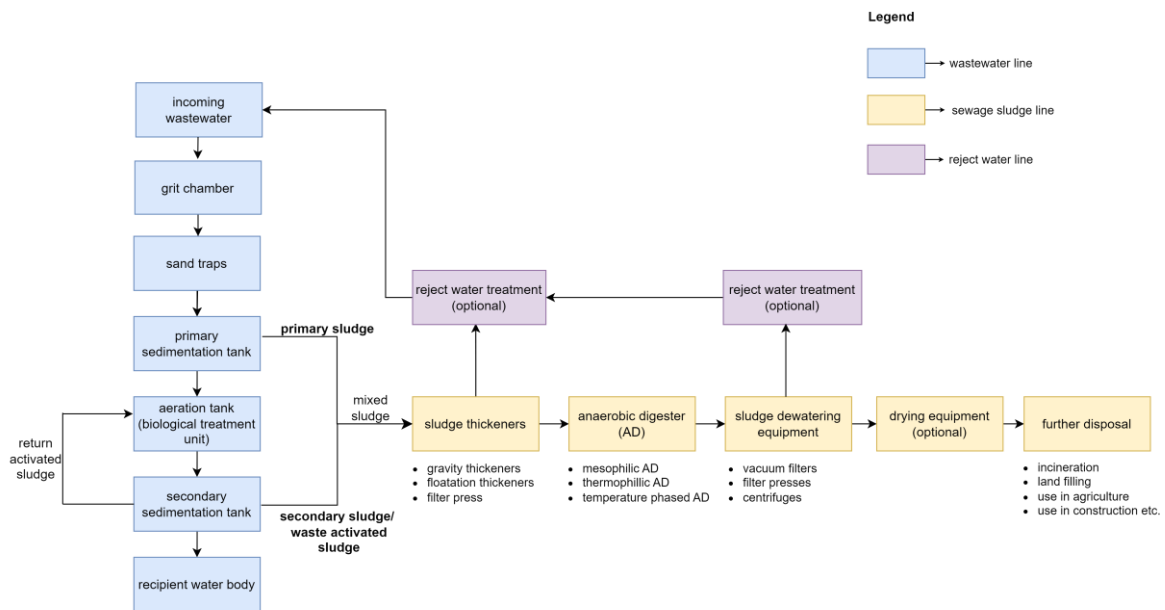 Legend
wastewater line
sewage sludge line
reject water line
incoming
wastewater
grit chamber
sand traps
primary
sedimentation tank
aeration tank
(biological treatment
unit)
secondary
sedimentation tank
recipient water body
return
activated
sludge
primary sludge
secondary sludge/
waste activated
sludge
mixed
sludge
reject water treatment
(optional)
reject water treatment
(optional)
sludge thickeners
• gravity thickeners
• floatation thickeners
• filter press
anaerobic digester
(AD)
• mesophilic AD
• thermophillic AD
• temperature phased AD
sludge dewatering
equipment
• vacuum filters
• filter presses
• centrifuges
drying equipment
(optional)
further disposal
• incineration
• land filling
• use in agriculture
• use in construction etc.